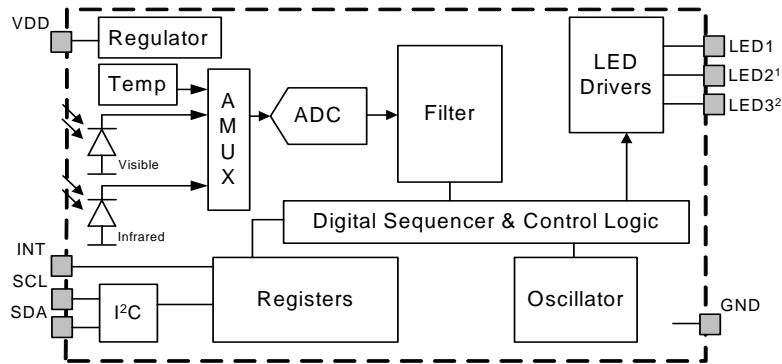 VDD
Regulator
LED
Drivers
LED1
LED2¹
LED3²
Temp
A
M
U
X
ADC
Filter
Visible
Infrared
Digital Sequencer & Control Logic
INT
SCL
SDA
I²C
Registers
Oscillator
GND